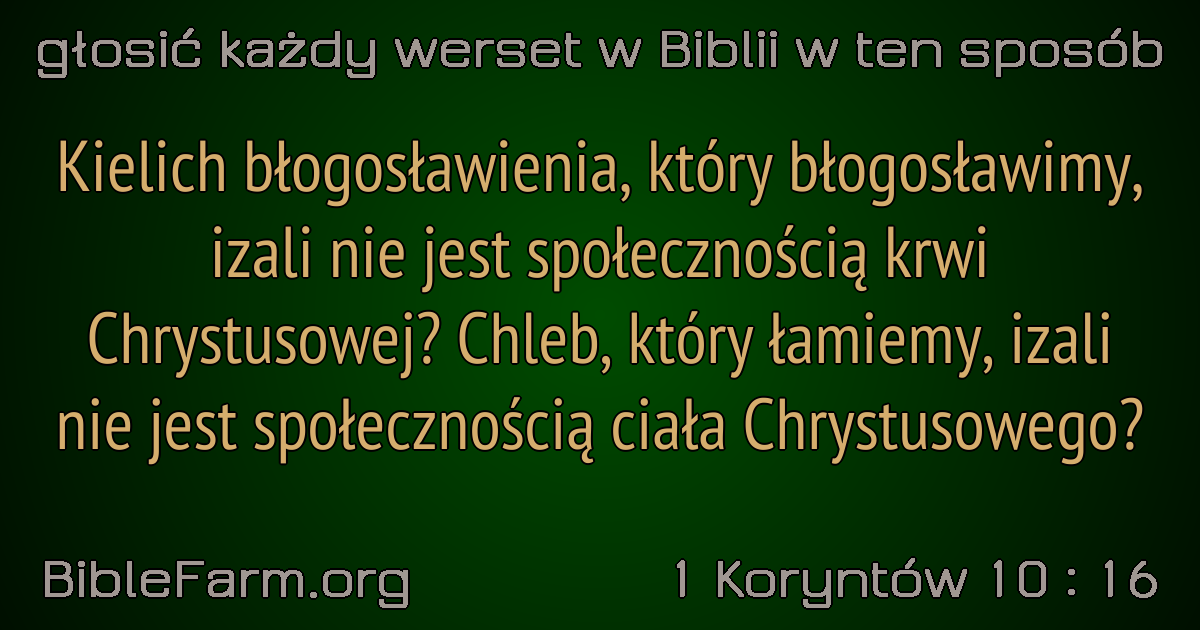 głosić każdy werset w Biblii w ten sposób
Kielich błogosławienia, który błogosławimy,
izali nie jest społecznością krwi
Chrystusowej? Chleb, który łamiemy, izali
nie jest społecznością ciała Chrystusowego?
BibleFarm.org
1 Koryntów 10 : 16